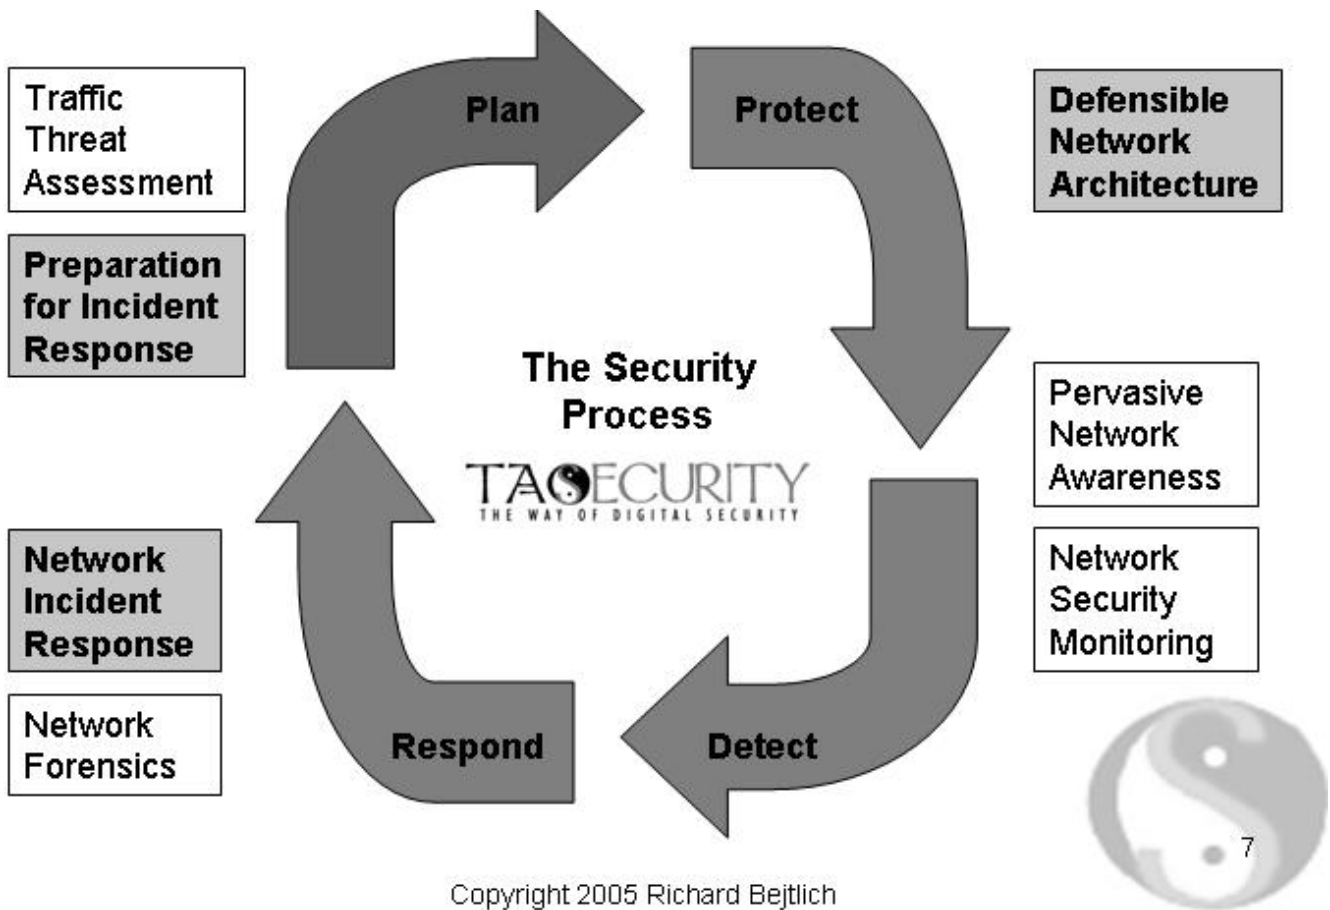 Plan
Protect
Traffic
Threat
Assessment
Defensible
Network
Architecture
Preparation
for Incident
Response
The Security
Process
TAOSECURITY
THE WAY OF DIGITAL SECURITY
Pervasive
Network
Awareness
Network
Security
Monitoring
Network
Incident
Response
Network
Forensics
Respond
Detect
7
Copyright 2005 Richard Bejtlich